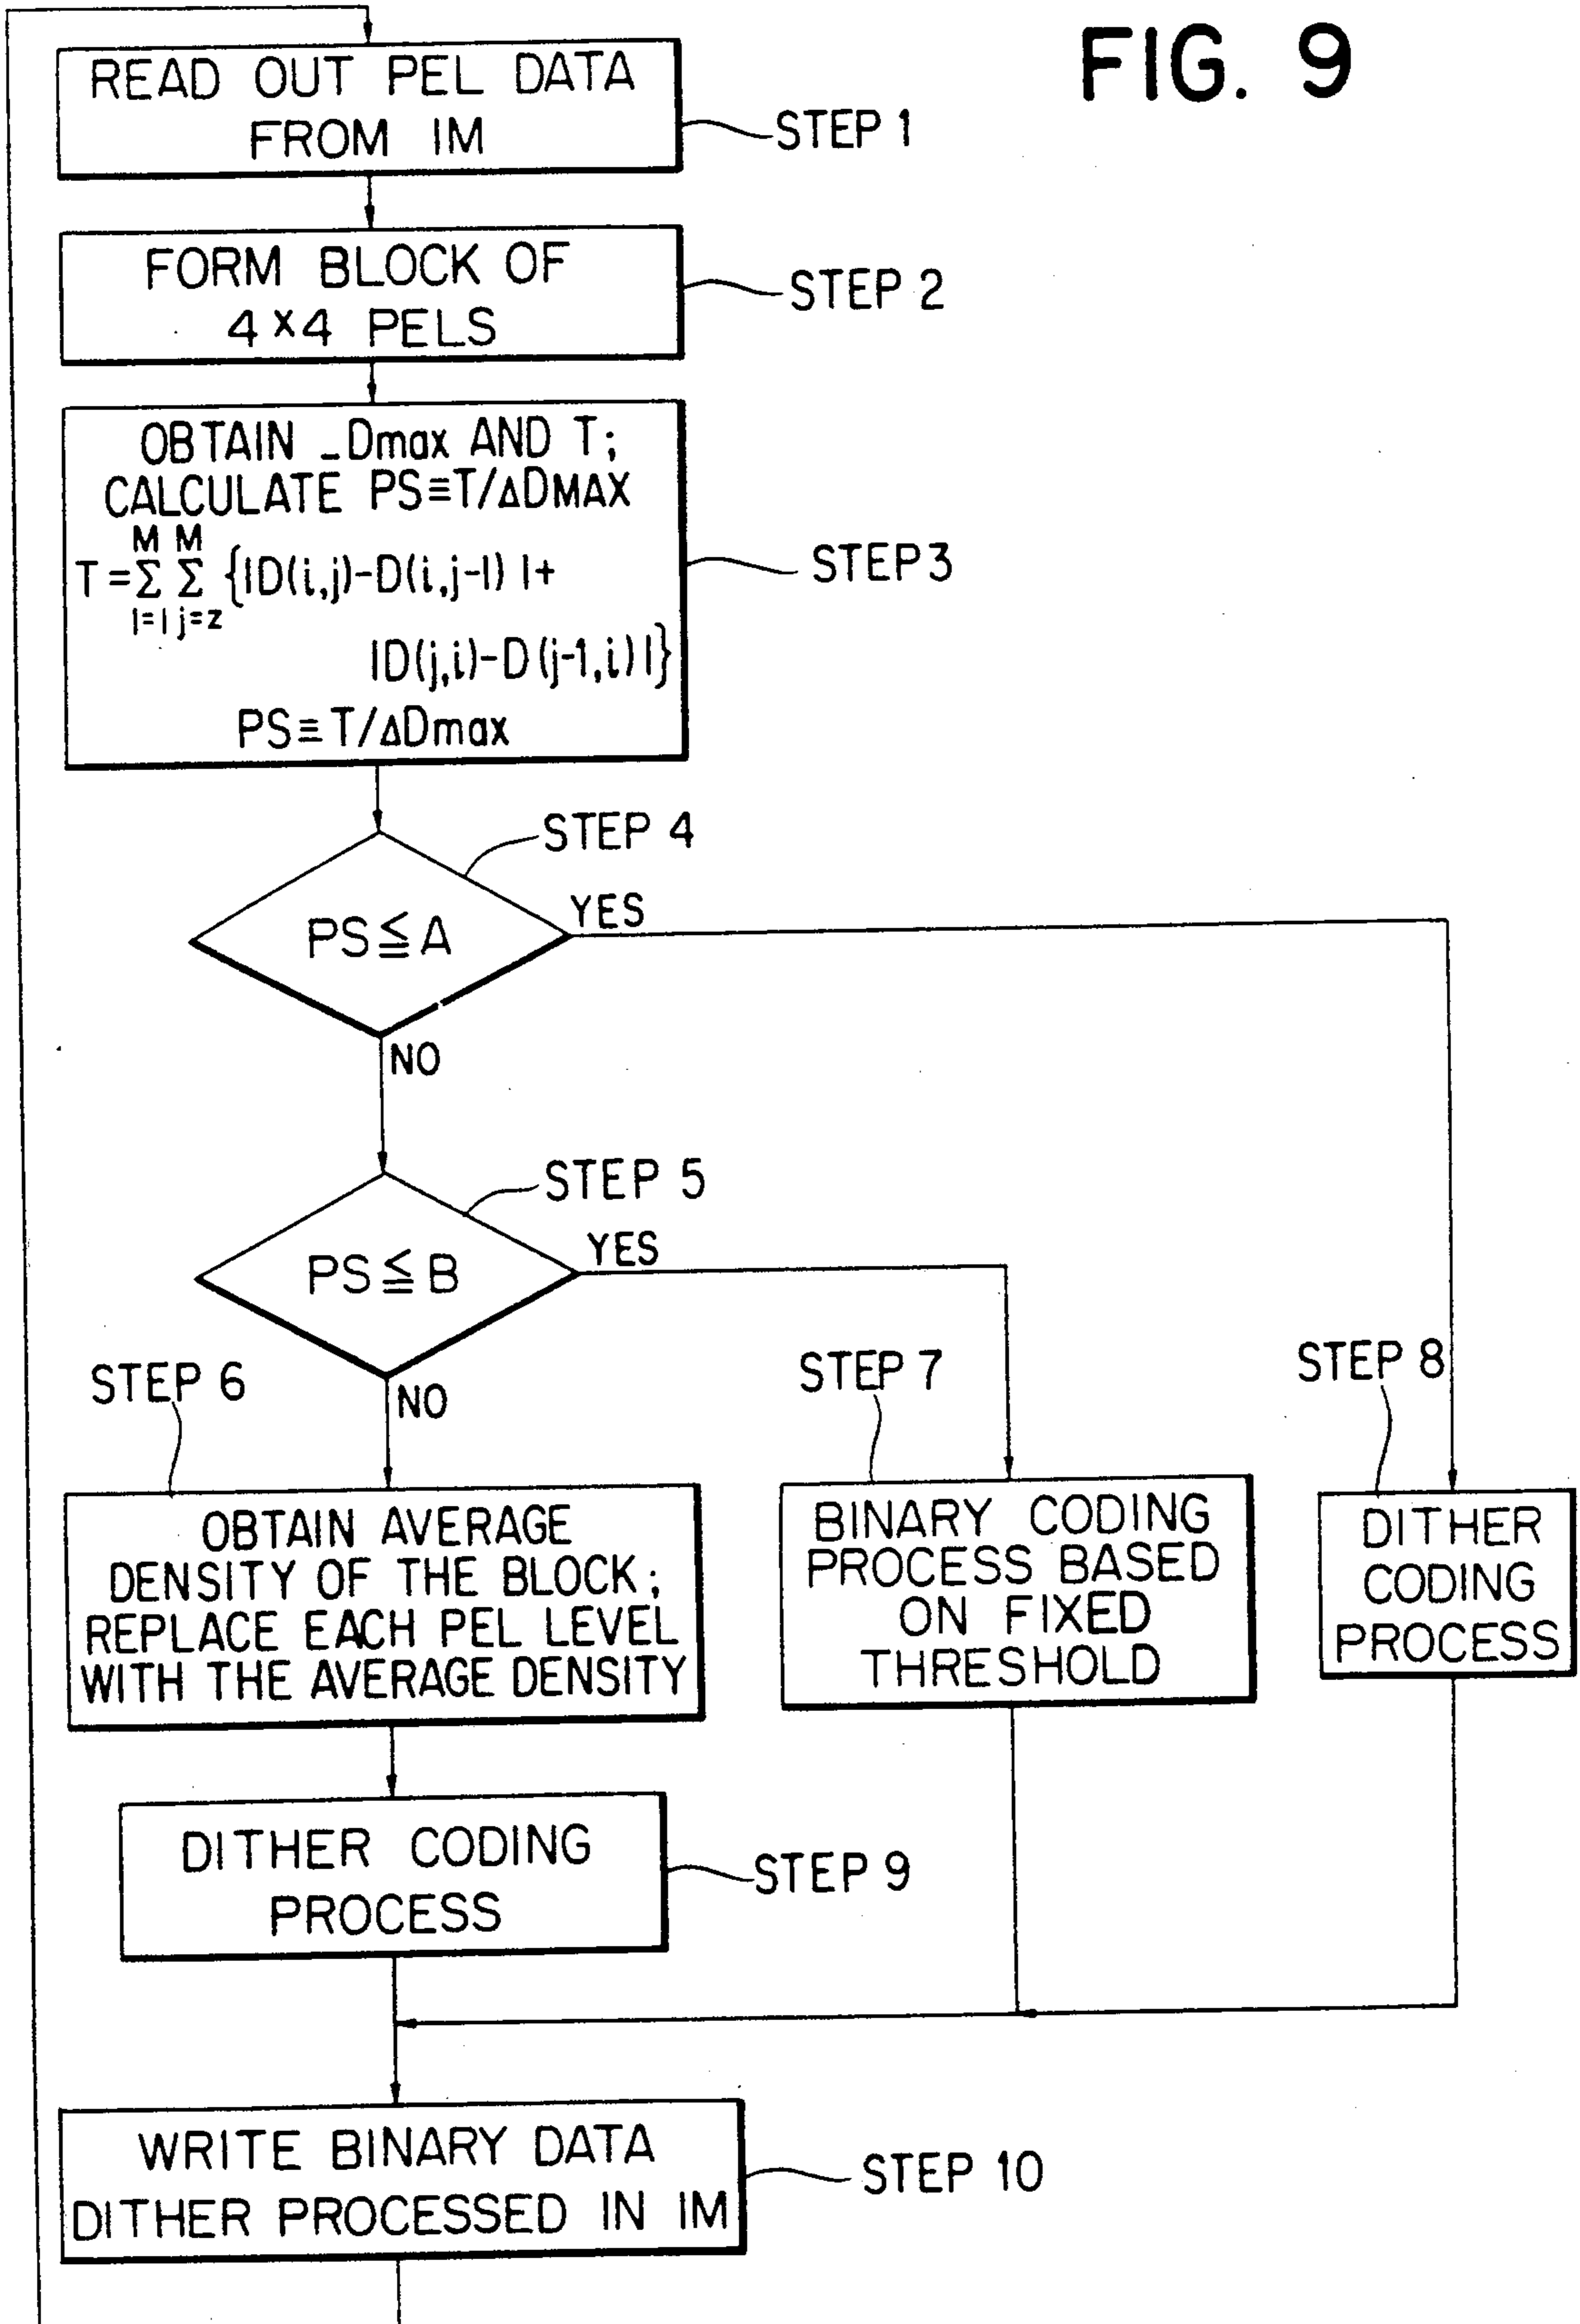 FIG. 9
READ OUT PEL DATA
FROM IM
STEP 1
FORM BLOCK OF
4×4 PELS
STEP 2
OBTAIN _Dmax AND T;
CALCULATE PS≡T/ΔDMAX
M M
T=Σ Σ {|D(i,j)-D(i,j-1)|+
i=1 j=z
|D(j,i)-D(j-1,i)|}
PS≡T/ΔDmax
STEP3
STEP 4
PS≦A
YES
NO
STEP 5
PS≦B
YES
NO
STEP 6
OBTAIN AVERAGE
DENSITY OF THE BLOCK;
REPLACE EACH PEL LEVEL
WITH THE AVERAGE DENSITY
STEP 7
BINARY CODING
PROCESS BASED
ON FIXED
THRESHOLD
STEP 8
DITHER
CODING
PROCESS
DITHER CODING
PROCESS
STEP 9
WRITE BINARY DATA
DITHER PROCESSED IN IM
STEP 10